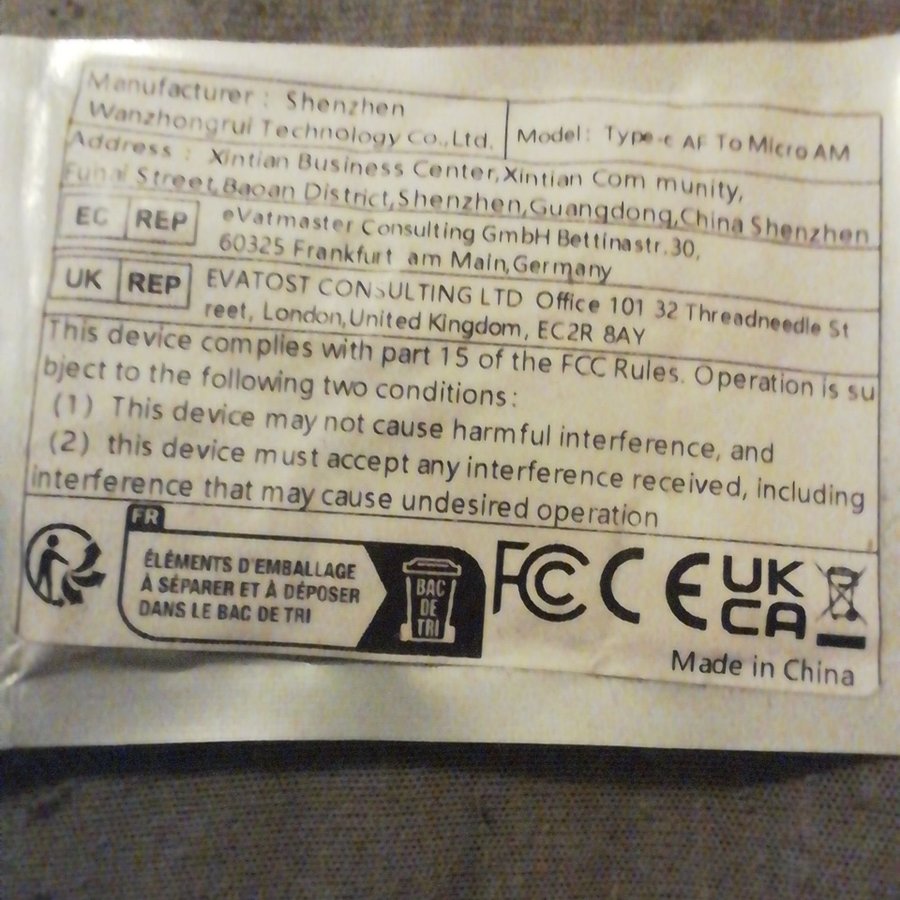 Manufacturer : Shenzhen
Wanzhongrui Technology Co.,Ltd.
Model: Type-c AF To Micro AM
Address : Xintian Business Center,Xintian Com munity,
Funai Street,Baoan District,Shenzhen,Guangdong,China Shenzhen
EC REP
eVatmaster Consulting GmbH Bettinastr.30,
60325 Frankfurt am Main,Germany
UK REP
EVATOST CONSULTING LTD Office 101 32 Threadneedle St
reet, London,United Kingdom, EC2R 8AY
This device complies with part 15 of the FCC Rules. Operation is su
bject to the following two conditions:
(1) This device may not cause harmful interference, and
(2) this device must accept any interference received, including
interference that may cause undesired operation
FR
ÉLÉMENTS D'EMBALLAGE
À SÉPARER ET À DÉPOSER
DANS LE BAC DE TRI
BAC
DE
TRI
FCC CE UK
CA
Made in China